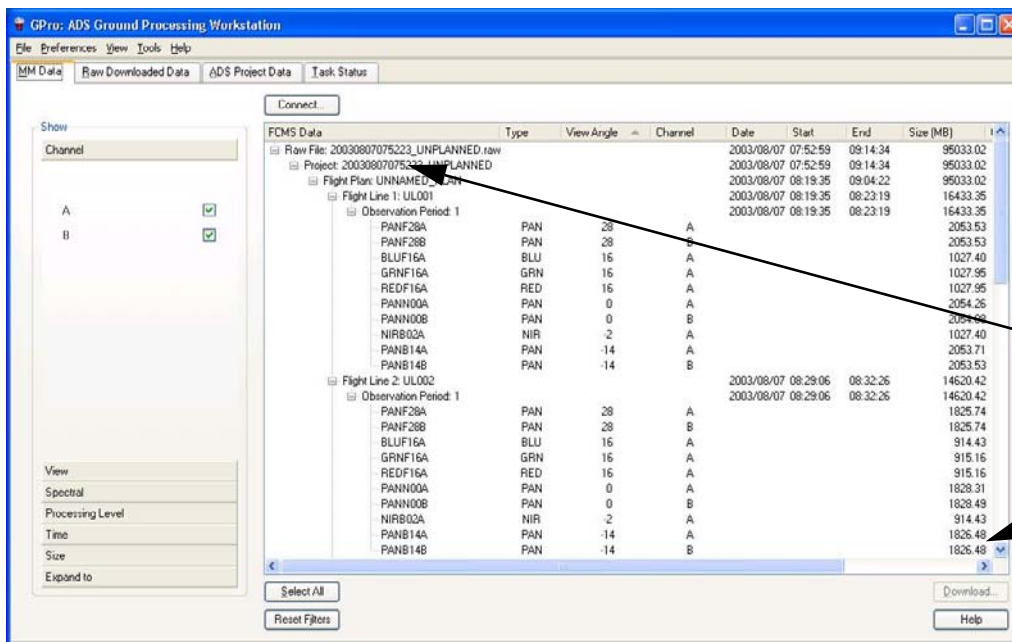 GPro: ADS Ground Processing Workstation
File Preferences View Tools Help
MM Data Raw Downloaded Data ADS Project Data Task Status
Connect...
Show
Channel
A
B
View
Spectral
Processing Level
Time
Size
Expand to
FCMS Data Type View Angle Channel Date Start End Size (MB)
Raw File: 20030807075223_UNPLANNED.raw 2003/08/07 07:52:59 09:14:34 95033.02
Project: 20030807075223_UNPLANNED 2003/08/07 07:52:59 09:14:34 95033.02
Flight Plan: UNNAMED_PLAN 2003/08/07 08:19:35 09:04:22 95033.02
Flight Line 1: UL001 2003/08/07 08:19:35 08:23:19 16433.35
Observation Period: 1 2003/08/07 08:19:35 08:23:19 16433.35
PANF28A PAN 28 A 2053.53
PANF28B PAN 28 B 2053.53
BLUF16A BLU 16 A 1027.40
GRNF16A GRN 16 A 1027.95
REDF16A RED 16 A 1027.95
PANN00A PAN 0 A 2054.26
PANN00B PAN 0 B
NIRB02A NIR -2 A 1027.40
PANB14A PAN -14 A 2053.71
PANB14B PAN -14 B 2053.53
Flight Line 2: UL002 2003/08/07 08:29:06 08:32:26 14620.42
Observation Period: 1 2003/08/07 08:29:06 08:32:26 14620.42
PANF28A PAN 28 A 1825.74
PANF28B PAN 28 B 1825.74
BLUF16A BLU 16 A 914.43
GRNF16A GRN 16 A 915.16
REDF16A RED 16 A 915.16
PANN00A PAN 0 A 1828.31
PANN00B PAN 0 B 1828.49
NIRB02A NIR -2 A 914.43
PANB14A PAN -14 A 1826.48
PANB14B PAN -14 B 1826.48
Select All Download...
Reset Filters Help